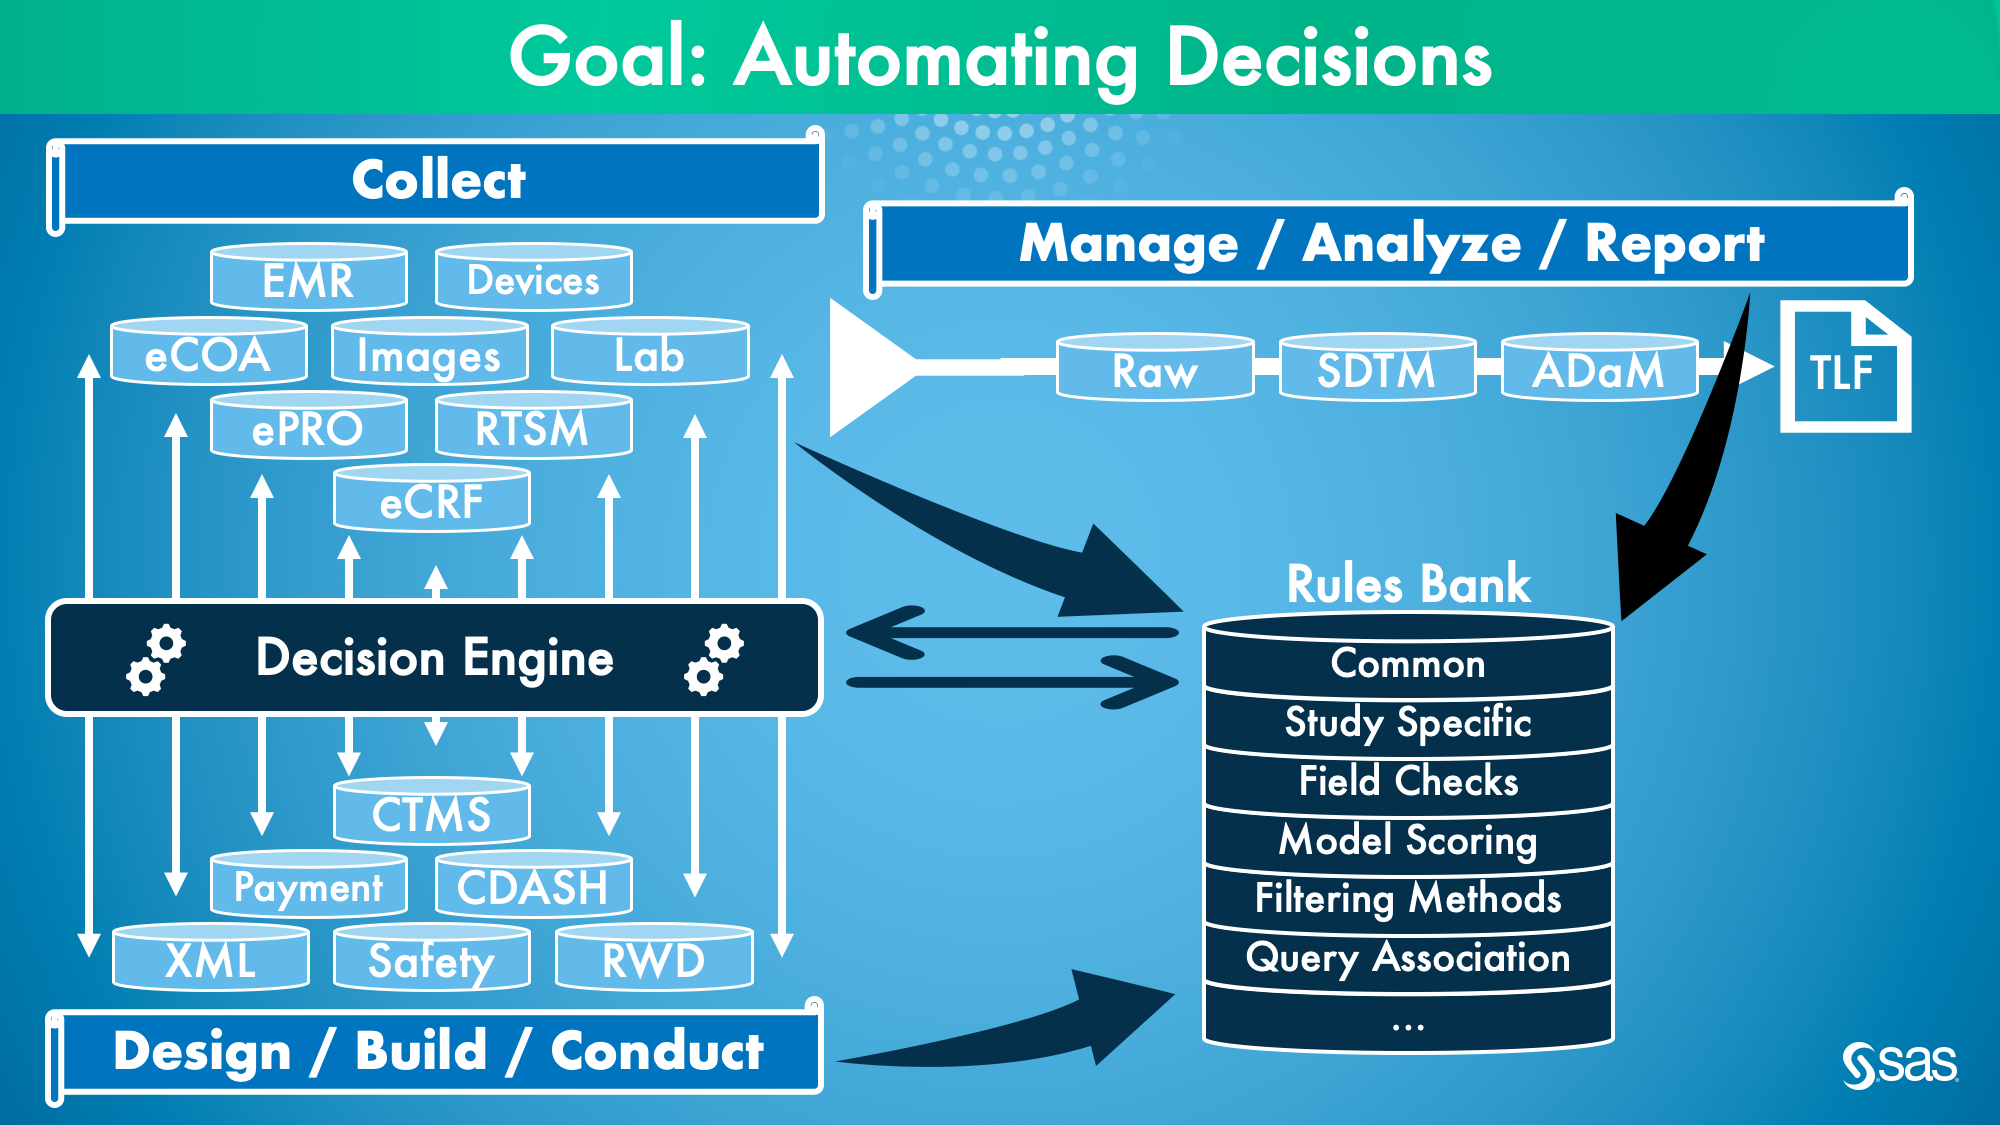 Goal: Automating Decisions
Collect
EMR
Devices
eCOA
Images
Lab
ePRO
RTSM
eCRF
Decision Engine
CTMS
Payment
CDASH
XML
Safety
RWD
Design / Build / Conduct
Manage / Analyze / Report
Raw
SDTM
ADaM
TLF
Rules Bank
Common
Study Specific
Field Checks
Model Scoring
Filtering Methods
Query Association
...
sas